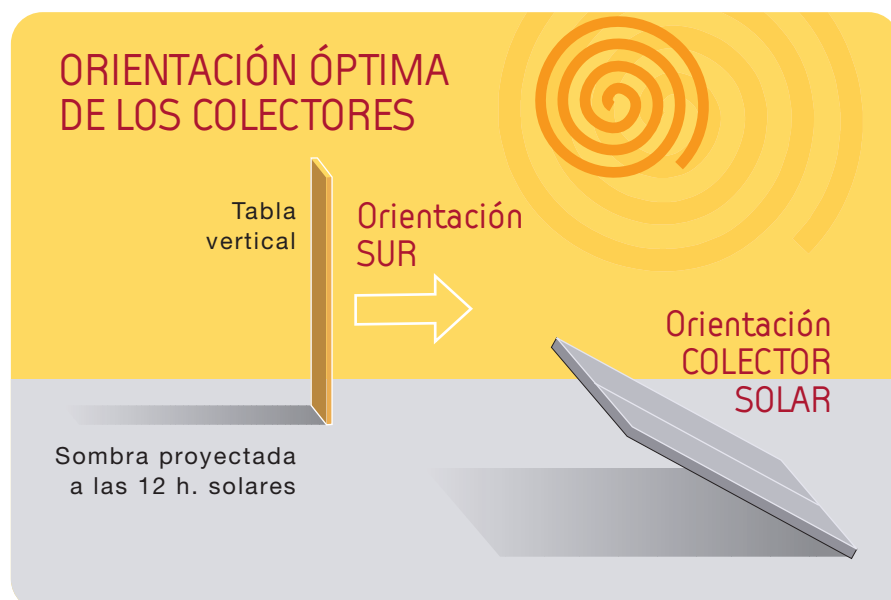 ORIENTACIÓN ÓPTIMA
DE LOS COLECTORES
Tabla
vertical
Orientación
SUR
Orientación
COLECTOR
SOLAR
Sombra proyectada
a las 12 h. solares